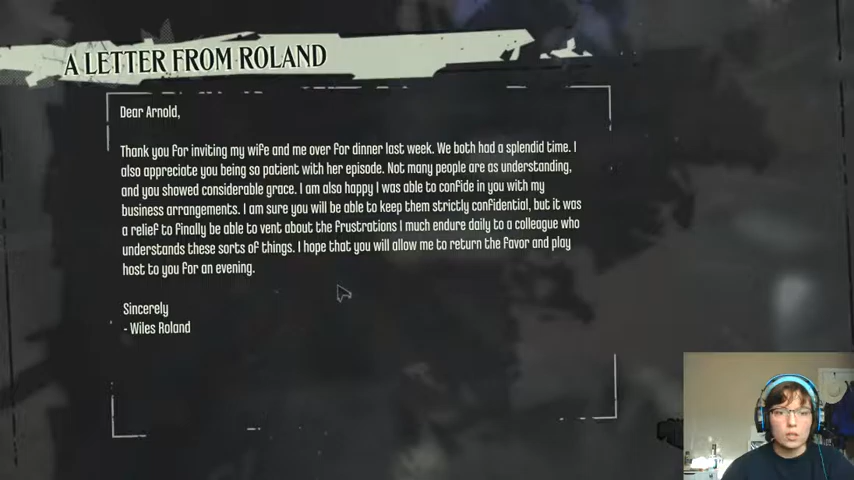 A LETTER FROM ROLAND
Dear Arnold,
Thank you for inviting my wife and me over for dinner last week. We both had a splendid time. I
also appreciate you being so patient with her episode. Not many people are as understanding,
and you showed considerable grace. I am also happy I was able to confide in you with my
business arrangements. I am sure you will be able to keep them strictly confidential, but it was
a relief to finally be able to vent about the frustrations I much endure daily to a colleague who
understands these sorts of things. I hope that you will allow me to return the favor and play
host to you for an evening.
Sincerely
- Wiles Roland